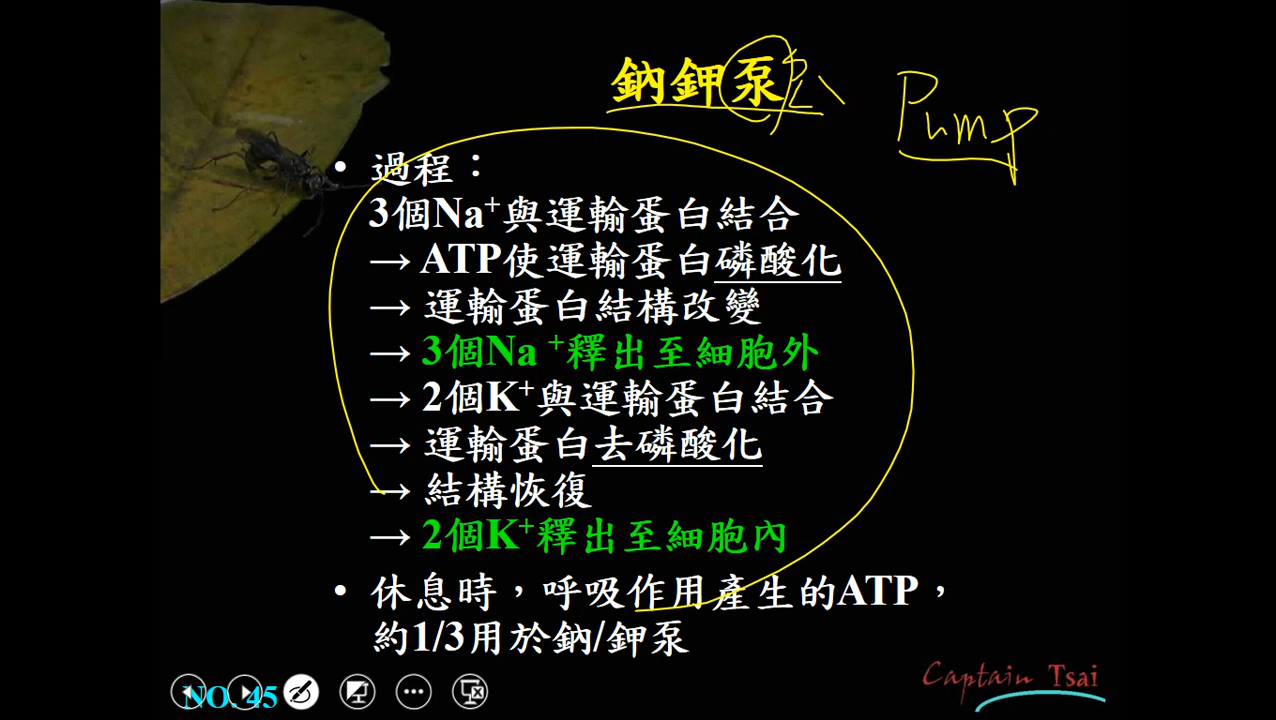 鈉鉀泵 ㄅㄥˋ Pump
• 過程：
3個Na⁺與運輸蛋白結合
→ ATP使運輸蛋白磷酸化
→ 運輸蛋白結構改變
→ 3個Na ⁺釋出至細胞外
→ 2個K⁺與運輸蛋白結合
→ 運輸蛋白去磷酸化
→ 結構恢復
→ 2個K⁺釋出至細胞內
• 休息時，呼吸作用產生的ATP，
約1/3用於鈉/鉀泵
Captain Tsai
NO. 45